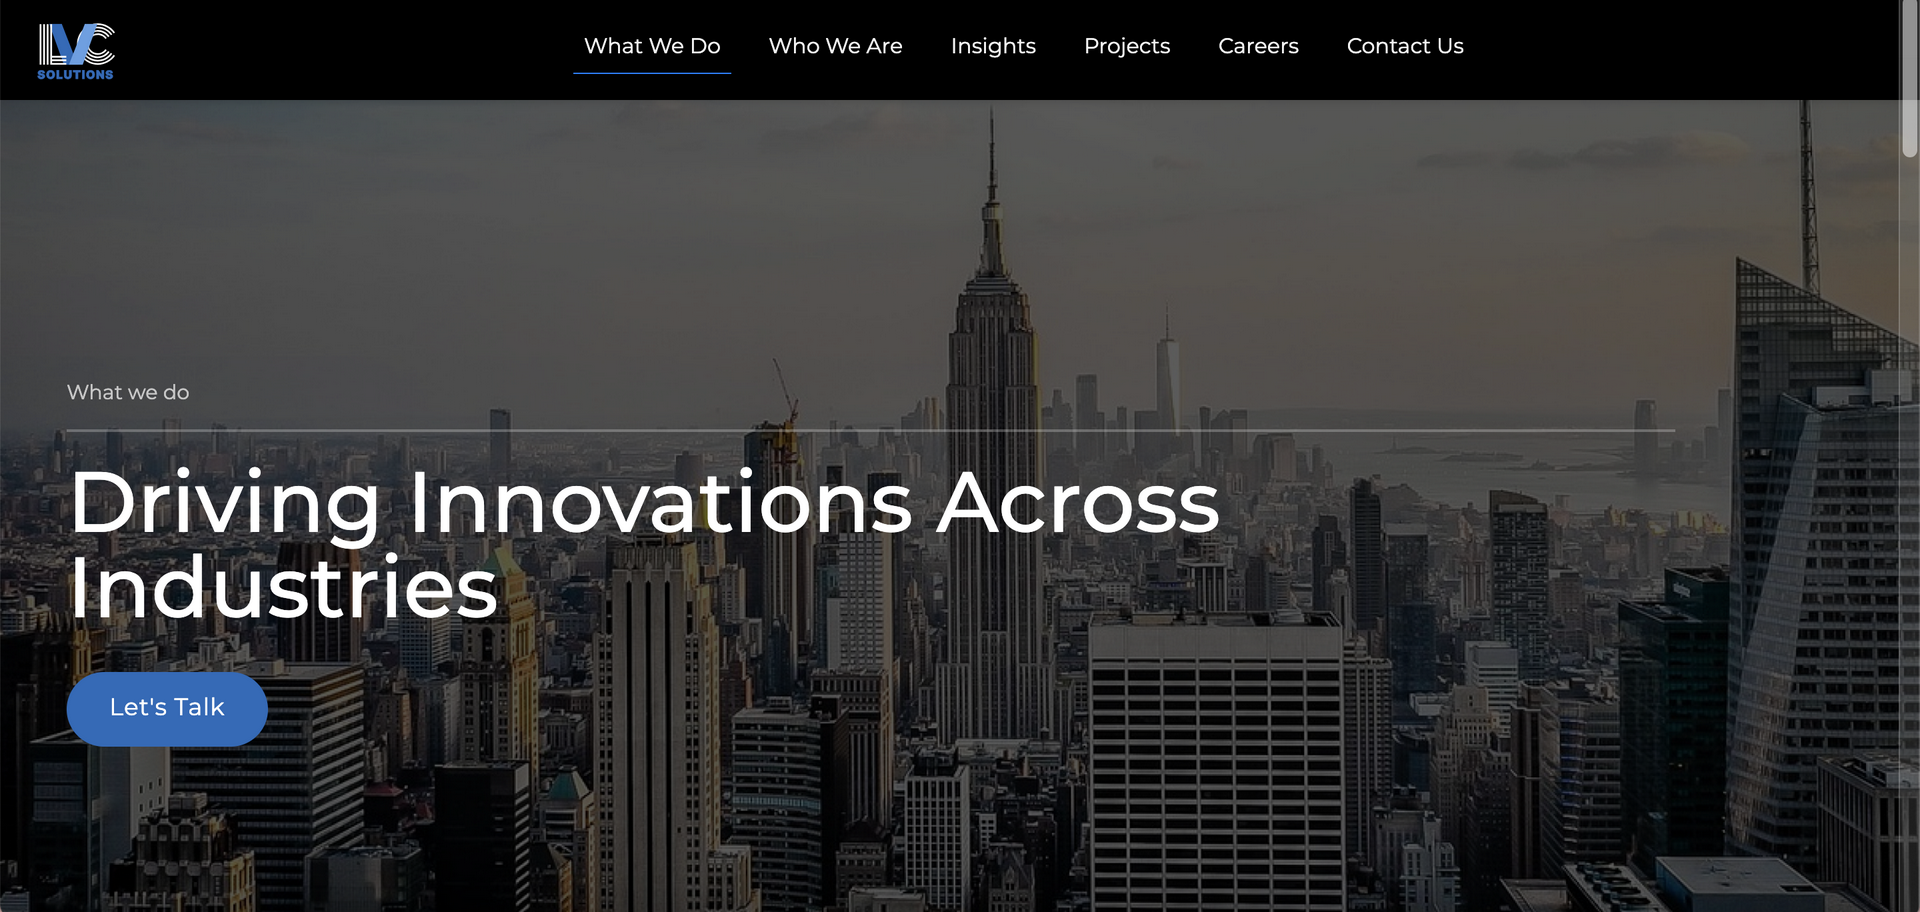 LVC
SOLUTIONS
What We Do
Who We Are
Insights
Projects
Careers
Contact Us
What we do
Driving Innovations Across
Industries
Let's Talk